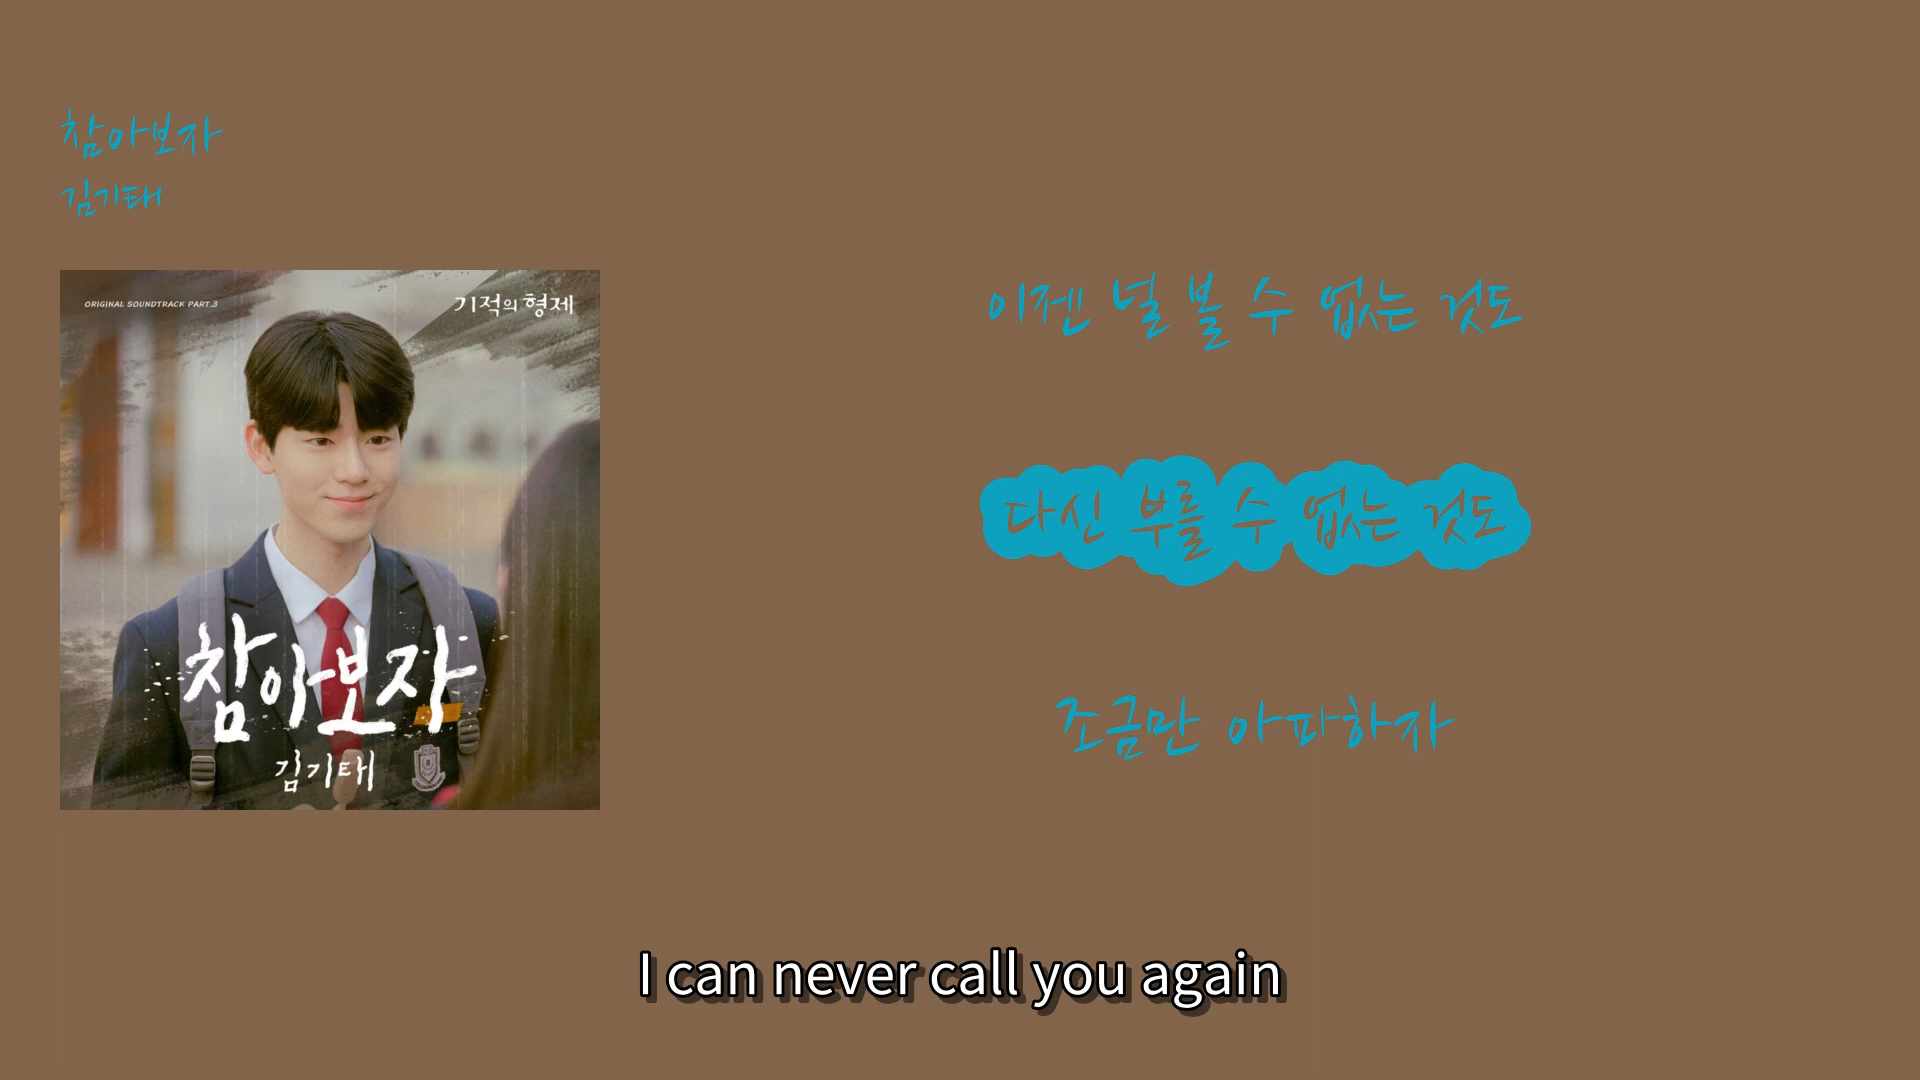 참아보자
김기태
ORIGINAL SOUNDTRACK PART.3
기적의 형제
참아보자
김기태
이젠 널 볼 수 없는 것도
다신 부를 수 없는 것도
조금만 아파하자
I can never call you again